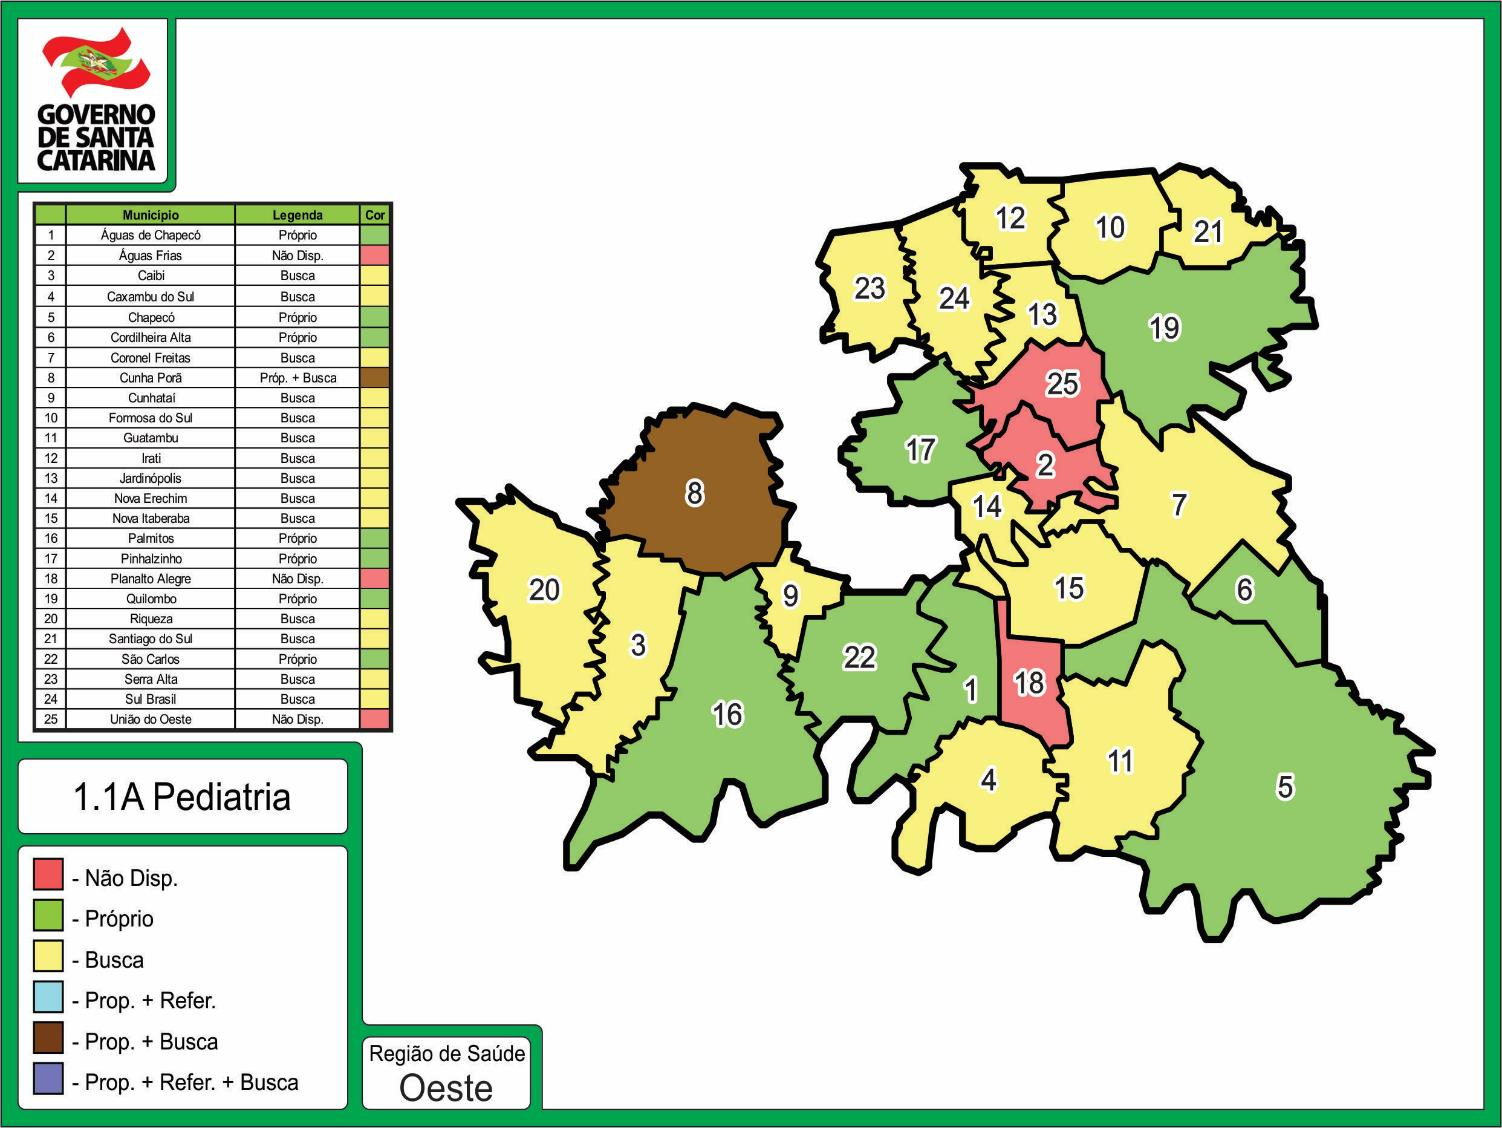 GOVERNO
DE SANTA
CATARINA
Município Legenda Cor
1 Águas de Chapecó Próprio
2 Águas Frias Não Disp.
3 Caibi Busca
4 Caxambu do Sul Busca
5 Chapecó Próprio
6 Cordilheira Alta Próprio
7 Coronel Freitas Busca
8 Cunha Porã Próp. + Busca
9 Cunhataí Busca
10 Formosa do Sul Busca
11 Guatambu Busca
12 Irati Busca
13 Jardinópolis Busca
14 Nova Erechim Busca
15 Nova Itaberaba Busca
16 Palmitos Próprio
17 Pinhalzinho Próprio
18 Planalto Alegre Não Disp.
19 Quilombo Próprio
20 Riqueza Busca
21 Santiago do Sul Busca
22 São Carlos Próprio
23 Serra Alta Busca
24 Sul Brasil Busca
25 União do Oeste Não Disp.
1.1A Pediatria
- Não Disp.
- Próprio
- Busca
- Prop. + Refer.
- Prop. + Busca
- Prop. + Refer. + Busca
Região de Saúde
Oeste
12
10
21
23
24
13
19
25
17
2
8
14
7
20
9
15
6
3
22
18
1
16
11
4
5